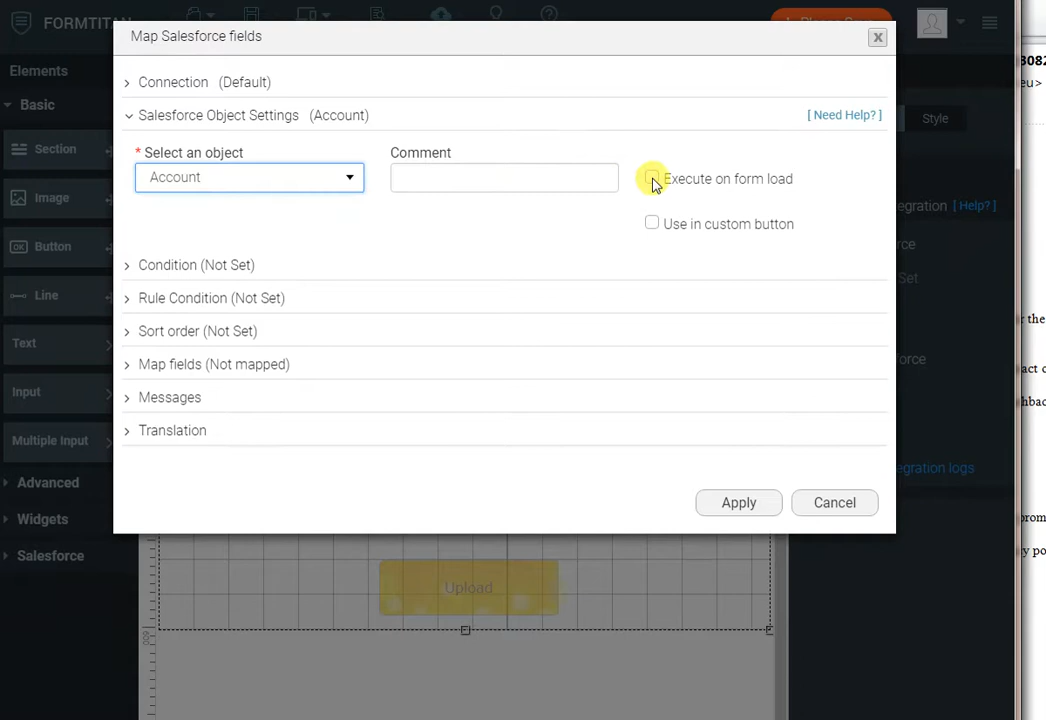 FORMTITAN
Map Salesforce fields
x
Elements
Basic
Section
Image
Button
OK
Line
Text
Input
Multiple Input
Advanced
Widgets
Salesforce
Connection (Default)
Salesforce Object Settings (Account)
[ Need Help? ]
* Select an object
Comment
Account
Execute on form load
Use in custom button
Condition (Not Set)
Rule Condition (Not Set)
Sort order (Not Set)
Map fields (Not mapped)
Messages
Translation
Apply
Cancel
Upload
600
Style
[ Help? ]
Set